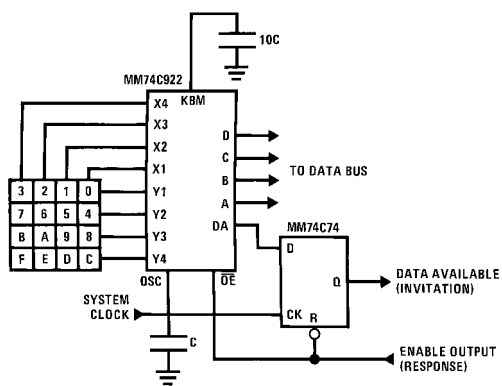 10C
MM74C922
KBM
X4
X3
X2
X1
Y1
Y2
Y3
Y4
D
C
B
A
DA
TO DATA BUS
3 2 1 0
7 6 5 4
B A 9 8
F E D C
OSC
OE
MM74C74
D
Q
CK
R
SYSTEM
CLOCK
C
DATA AVAILABLE
(INVITATION)
ENABLE OUTPUT
(RESPONSE)